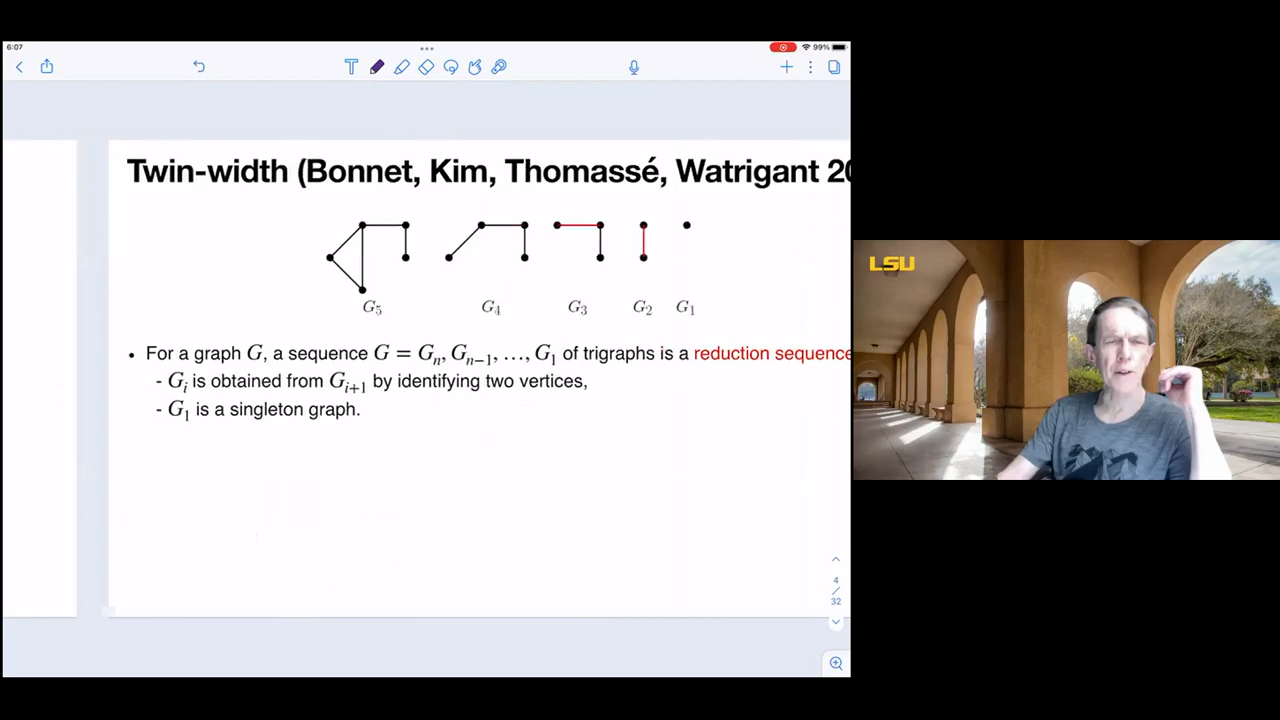 6:07
99%
Twin-width (Bonnet, Kim, Thomassé, Watrigant 20
G₅ G₄ G₃ G₂ G₁
• For a graph G, a sequence G = Gₙ, Gₙ₋₁, …, G₁ of trigraphs is a reduction sequence
- Gᵢ is obtained from Gᵢ₊₁ by identifying two vertices,
- G₁ is a singleton graph.
4
/
32
LSU